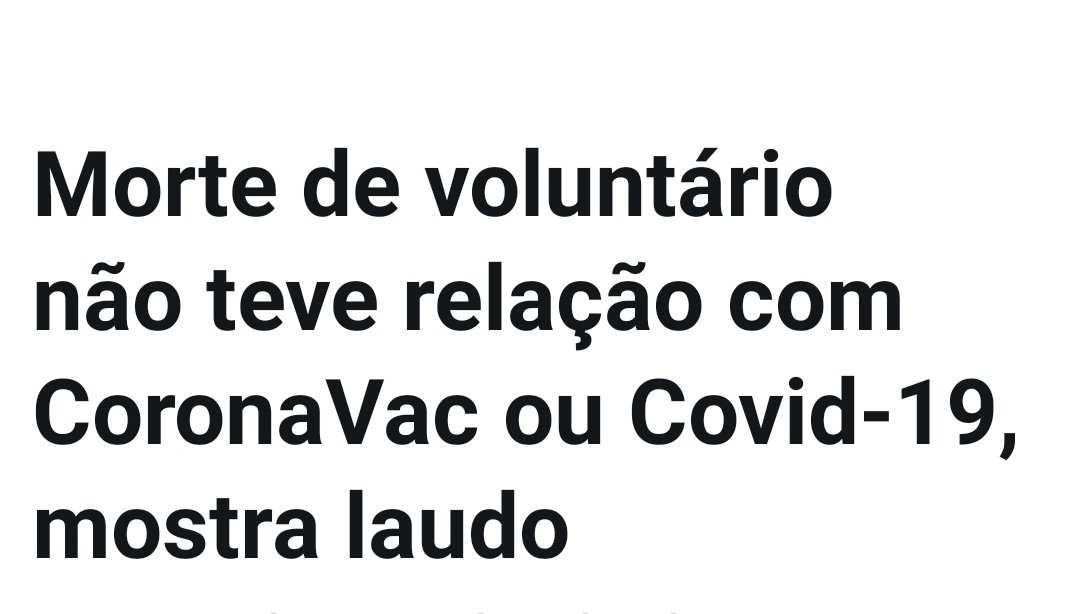 Morte de voluntário
não teve relação com
CoronaVac ou Covid-19,
mostra laudo